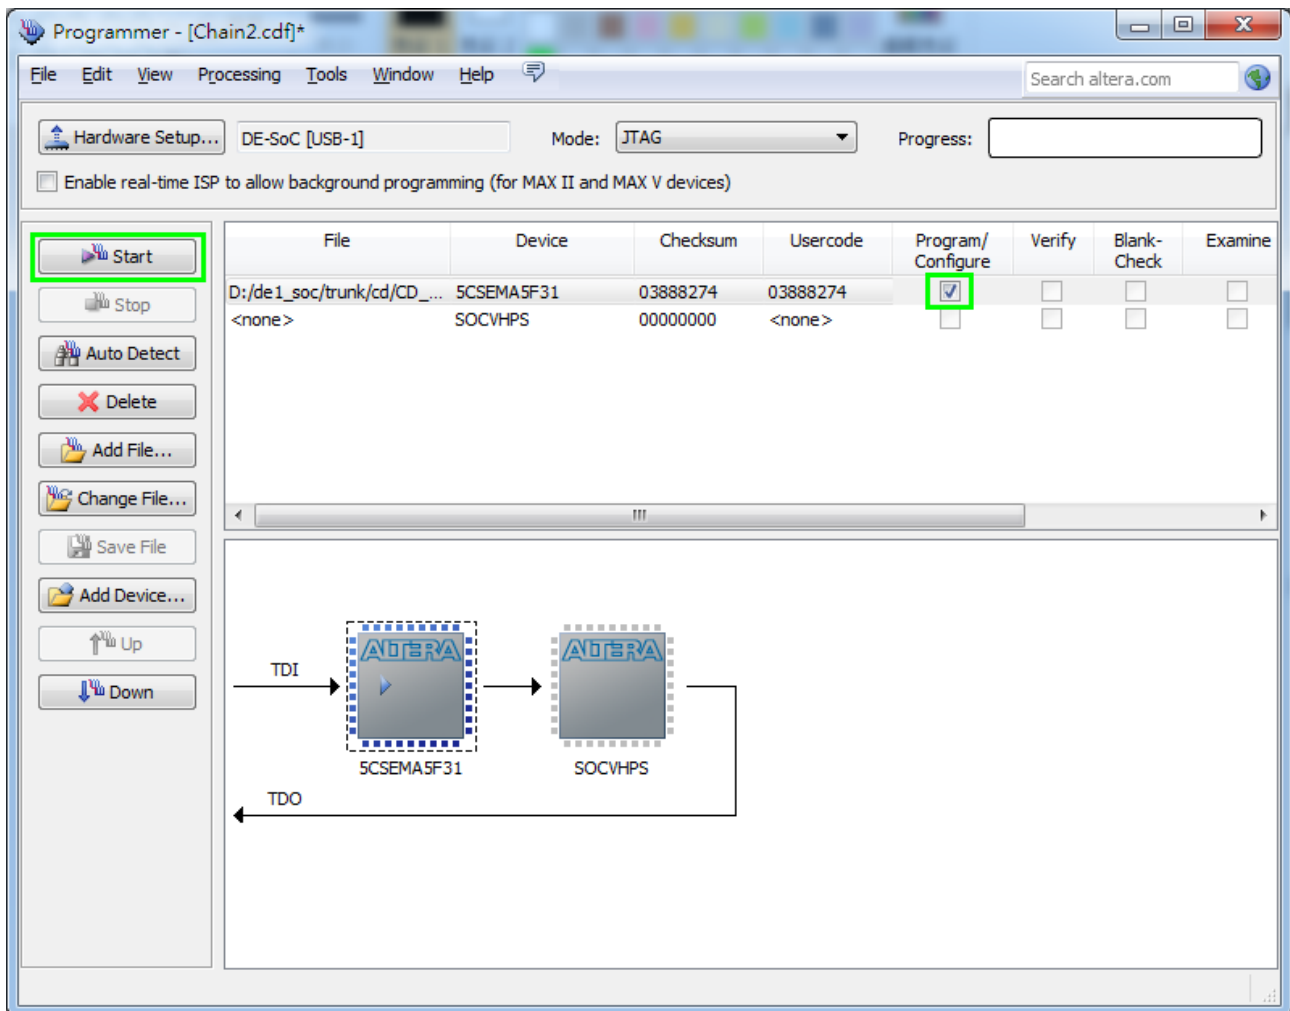 Programmer - [Chain2.cdf]*
File Edit View Processing Tools Window Help Search altera.com
Hardware Setup... DE-SoC [USB-1] Mode: JTAG Progress:
Enable real-time ISP to allow background programming (for MAX II and MAX V devices)
Start
Stop
Auto Detect
Delete
Add File...
Change File...
Save File
Add Device...
Up
Down
File Device Checksum Usercode Program/ Configure Verify Blank- Check Examine
D:/de1_soc/trunk/cd/CD_... 5CSEMA5F31 03888274 03888274
<none> SOCVHPS 00000000 <none>
ALTERA ALTERA
TDI
5CSEMA5F31 SOCVHPS
TDO